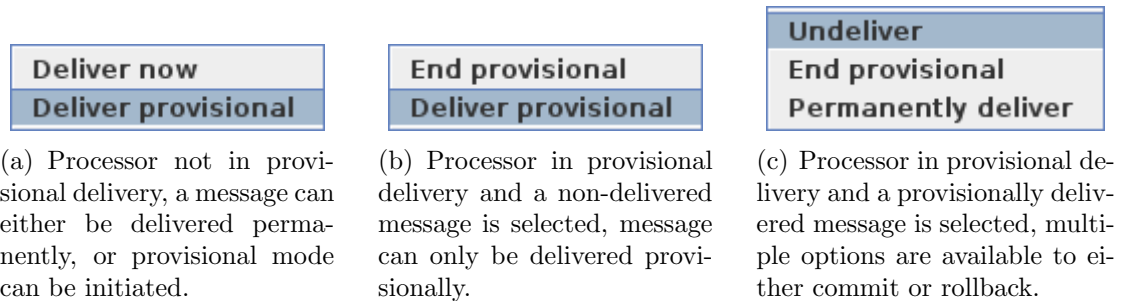 Deliver now
Deliver provisional
(a) Processor not in provi-
sional delivery, a message can
either be delivered perma-
nently, or provisional mode
can be initiated.
End provisional
Deliver provisional
(b) Processor in provisional
delivery and a non-delivered
message is selected, message
can only be delivered provi-
sionally.
Undeliver
End provisional
Permanently deliver
(c) Processor in provisional de-
livery and a provisionally deliv-
ered message is selected, multi-
ple options are available to ei-
ther commit or rollback.